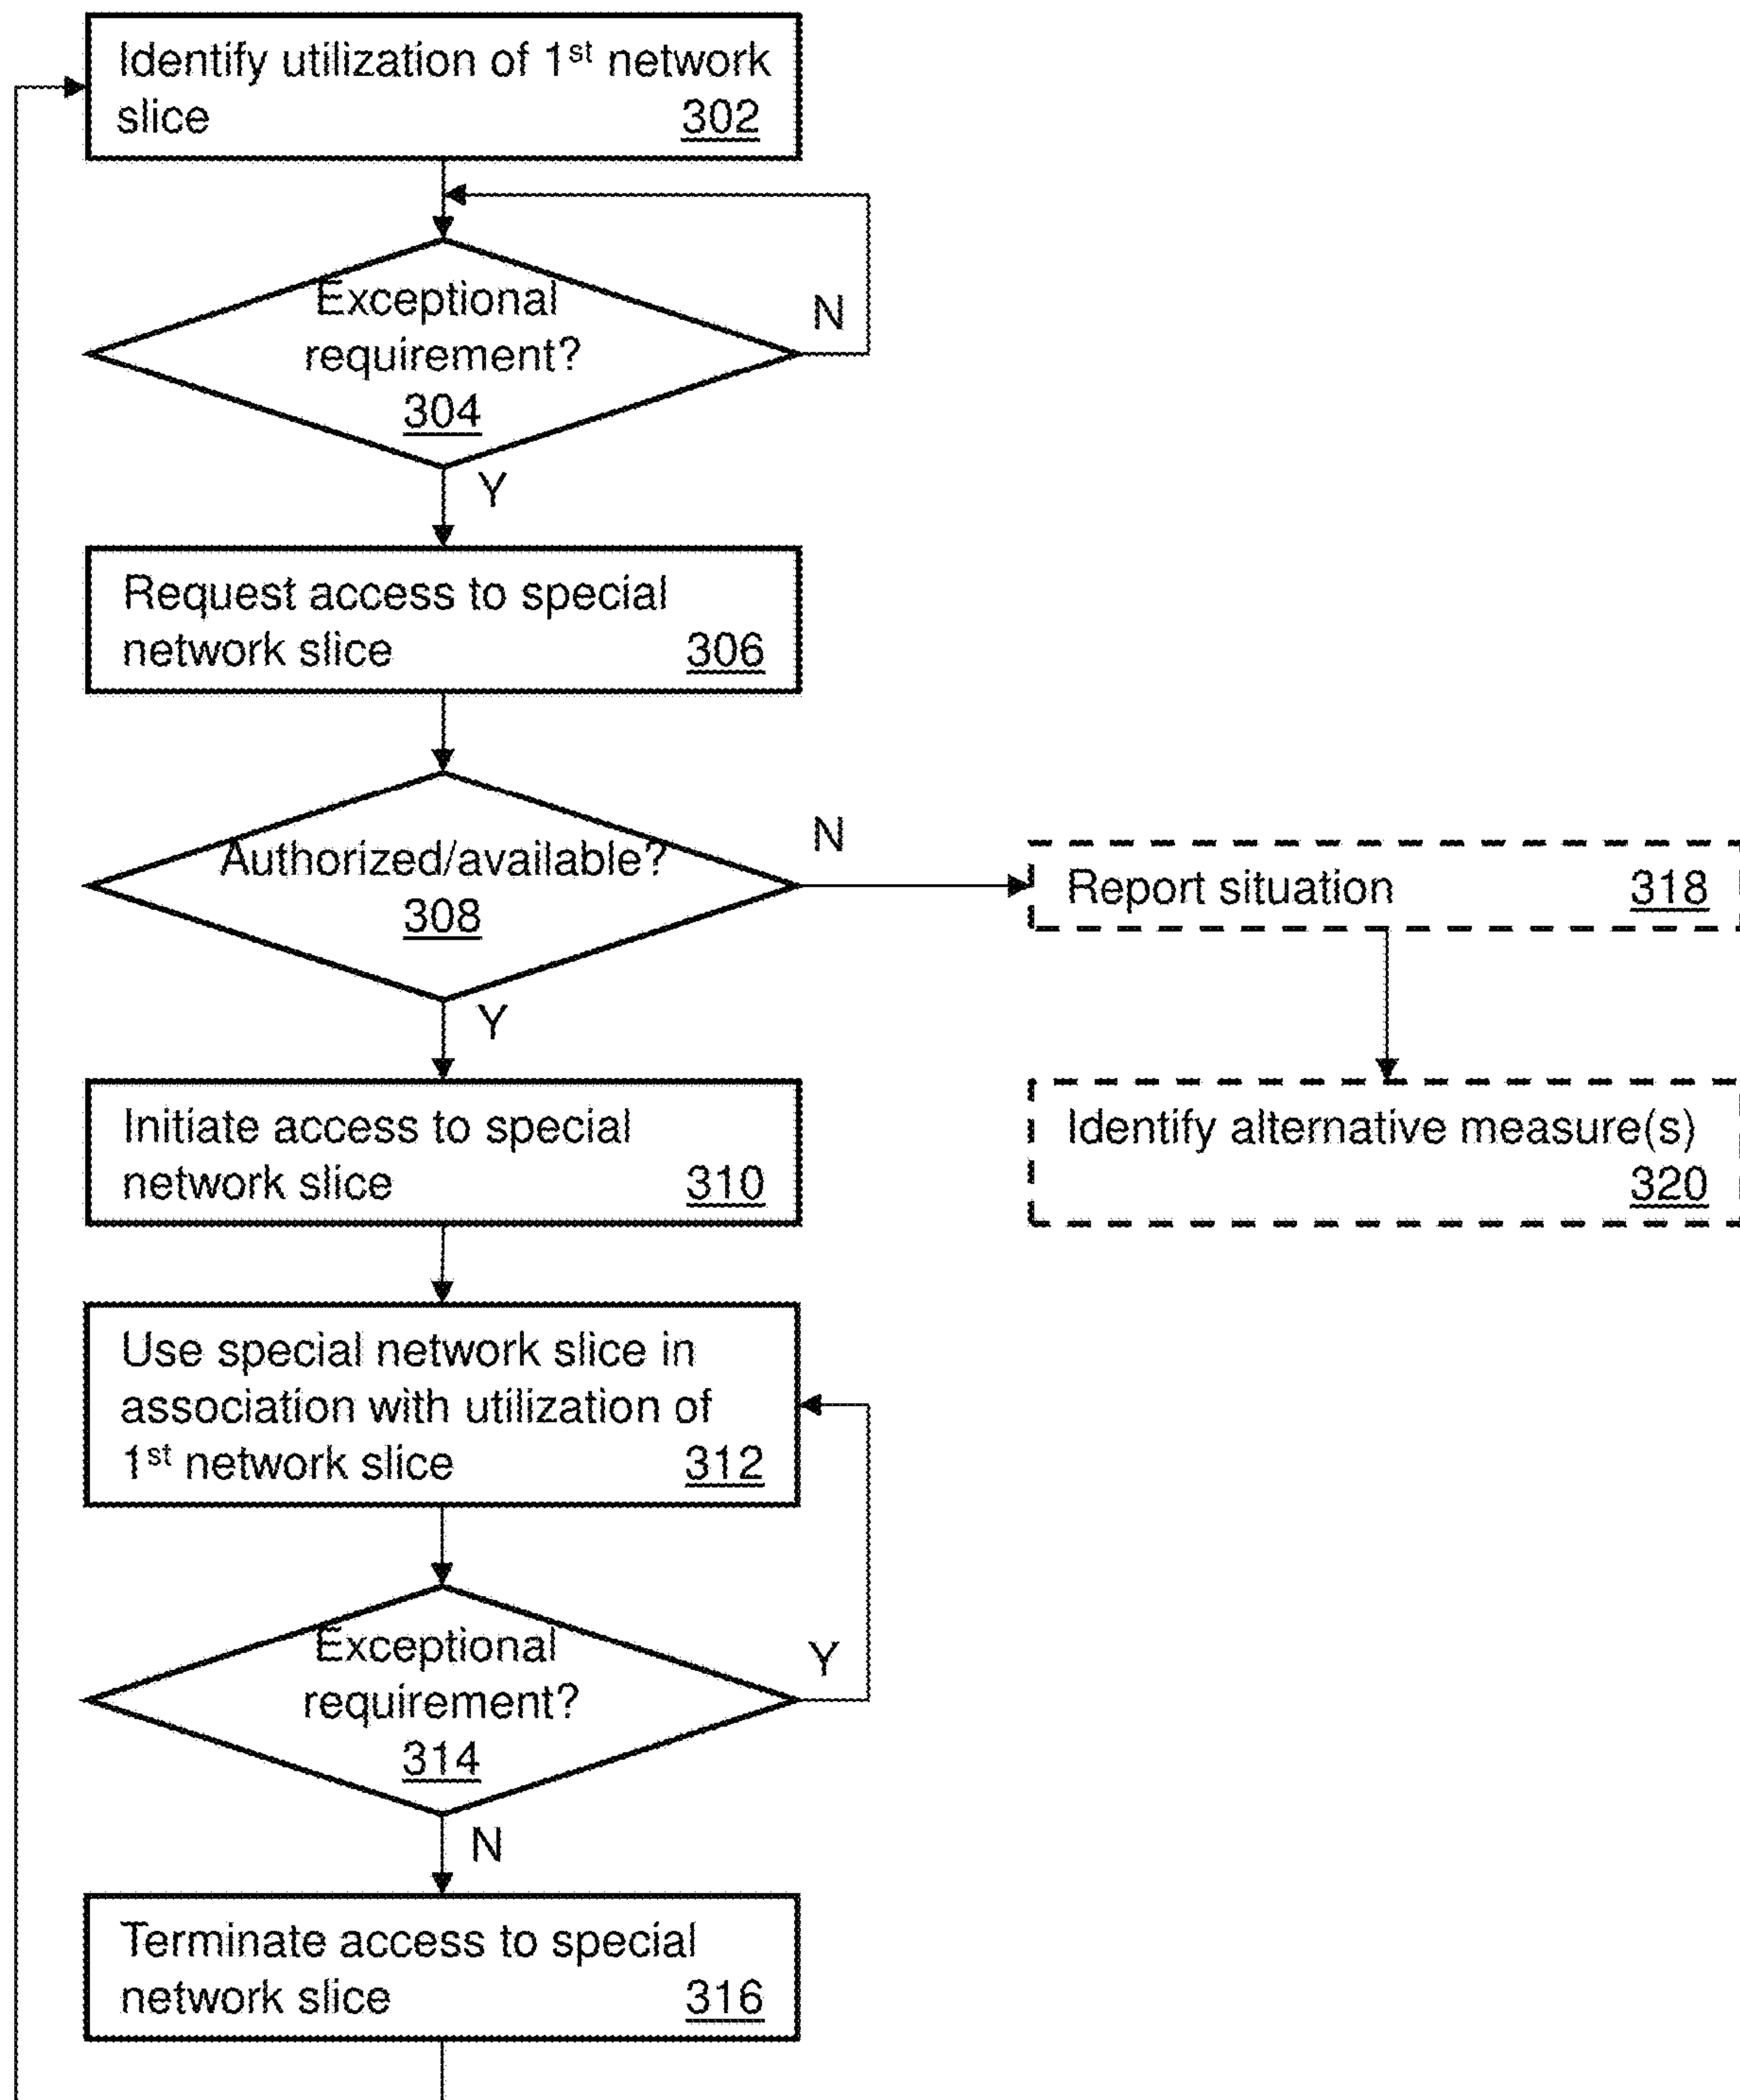 Identify utilization of 1st network
slice 302
Exceptional
requirement?
304
N
Y
Request access to special
network slice 306
Authorized/available?
308
N
Y
Report situation 318
Initiate access to special
network slice 310
Identify alternative measure(s)
320
Use special network slice in
association with utilization of
1st network slice 312
Exceptional
requirement?
314
Y
N
Terminate access to special
network slice 316